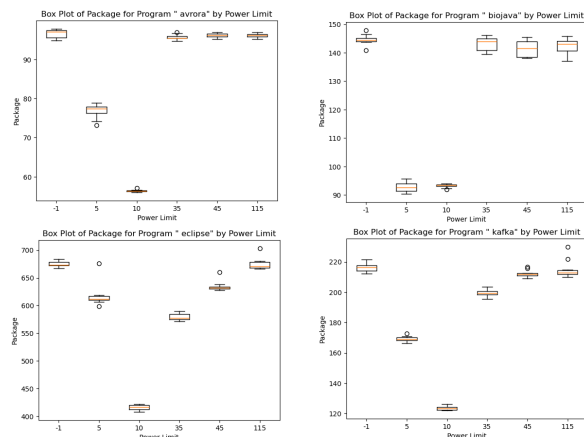 Box Plot of Package for Program " avrora" by Power Limit
90
80
70
60
Package
-1 5 10 35 45 115
Power Limit
Box Plot of Package for Program " biojava" by Power Limit
150
140
130
120
110
100
90
Package
-1 5 10 35 45 115
Power Limit
Box Plot of Package for Program " eclipse" by Power Limit
700
650
600
550
500
450
400
Package
-1 5 10 35 45 115
Power Limit
Box Plot of Package for Program " kafka" by Power Limit
220
200
180
160
140
120
Package
-1 5 10 35 45 115
Power Limit